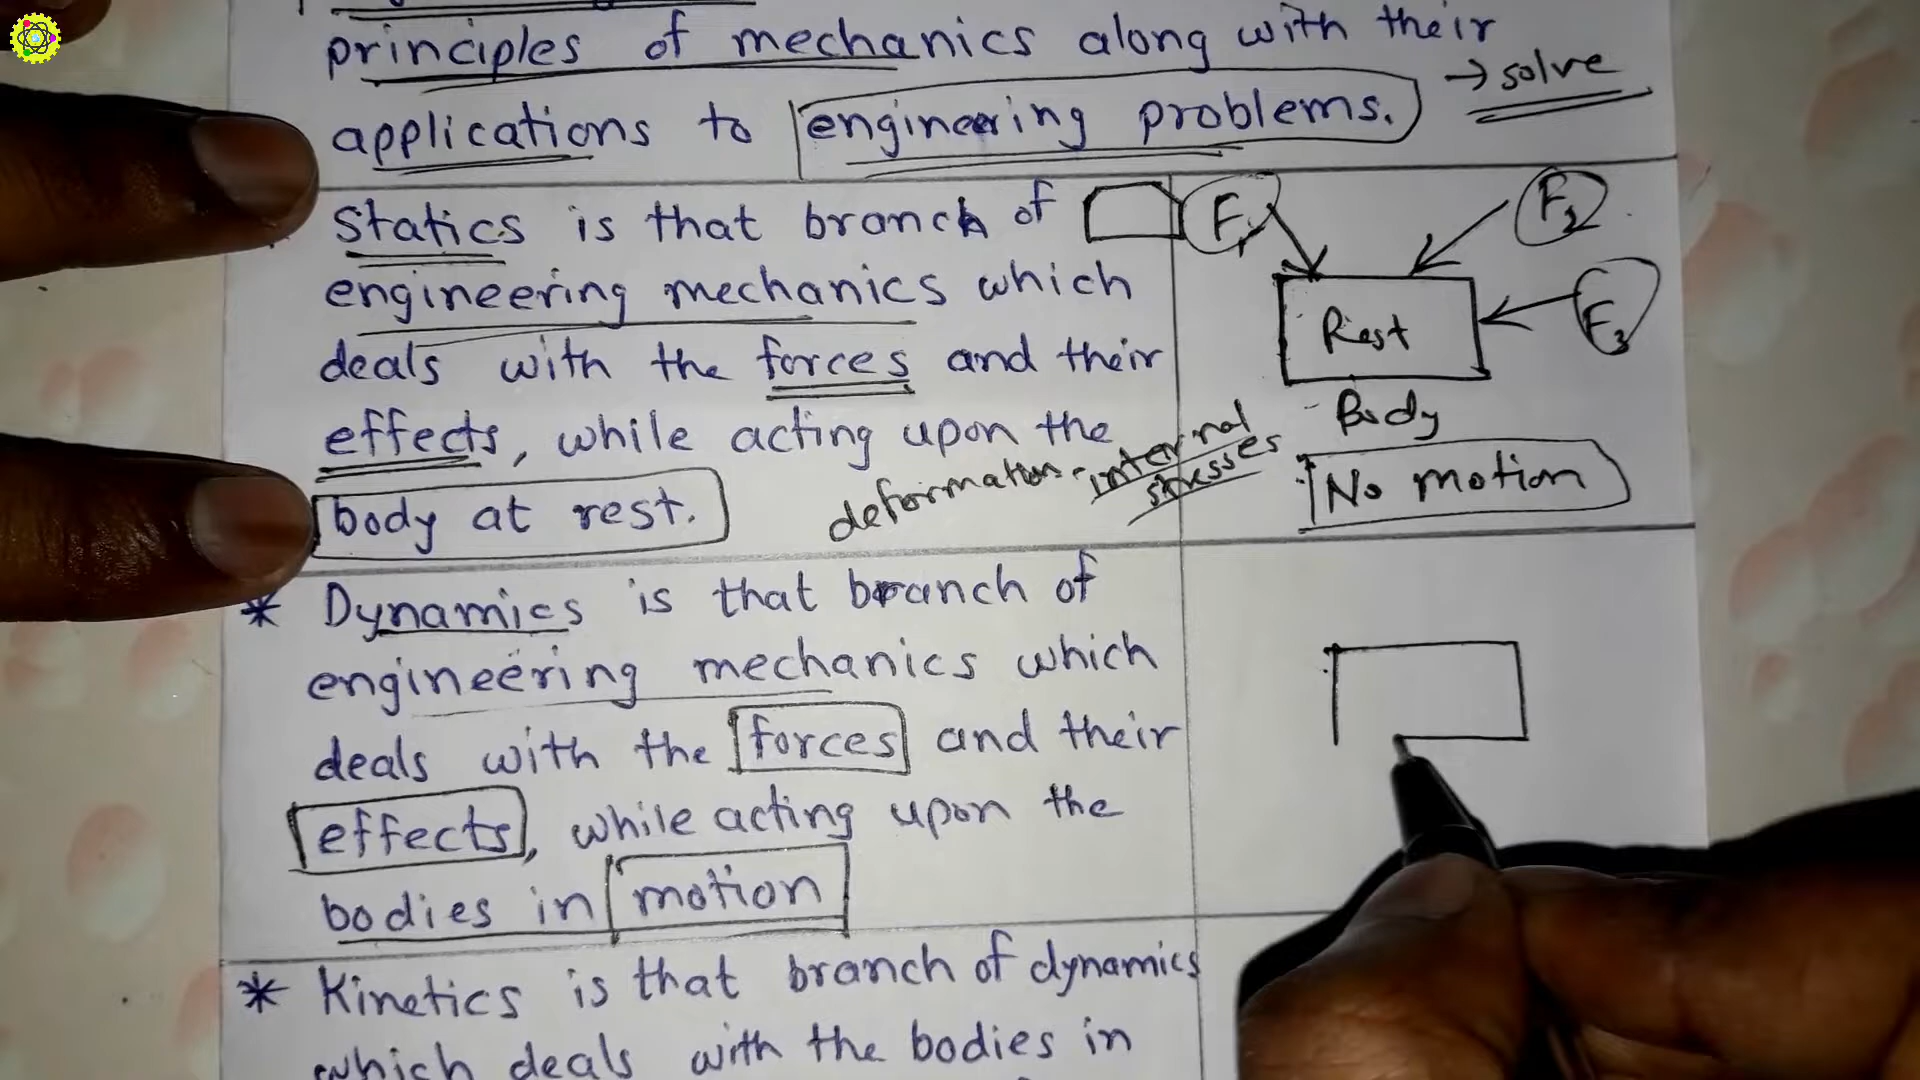 principles of mechanics along with their
applications to engineering problems. → solve
Statics is that branch of
engineering mechanics which
deals with the forces and their
effects, while acting upon the
body at rest.
deformation - internal
stresses
F1
F2
F3
Rest
Body
No motion
* Dynamics is that branch of
engineering mechanics which
deals with the forces and their
effects, while acting upon the
bodies in motion
* Kinetics is that branch of dynamics
which deals with the bodies in